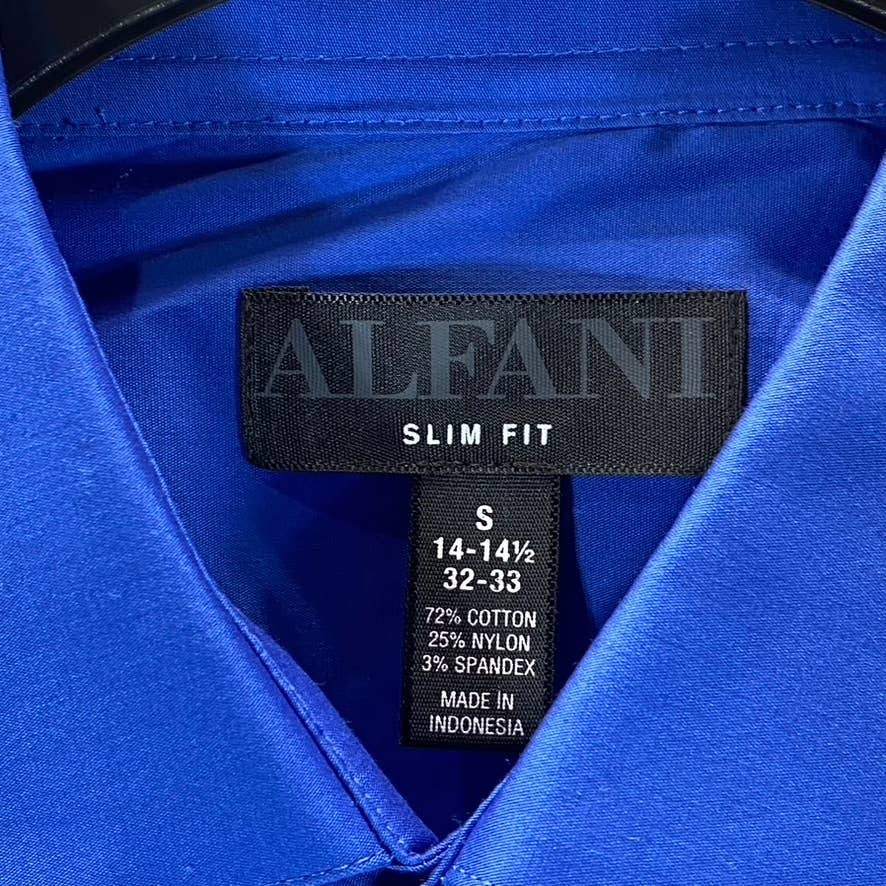 ALFANI
SLIM FIT
S
14-14½
32-33
72% COTTON
25% NYLON
3% SPANDEX
MADE IN
INDONESIA